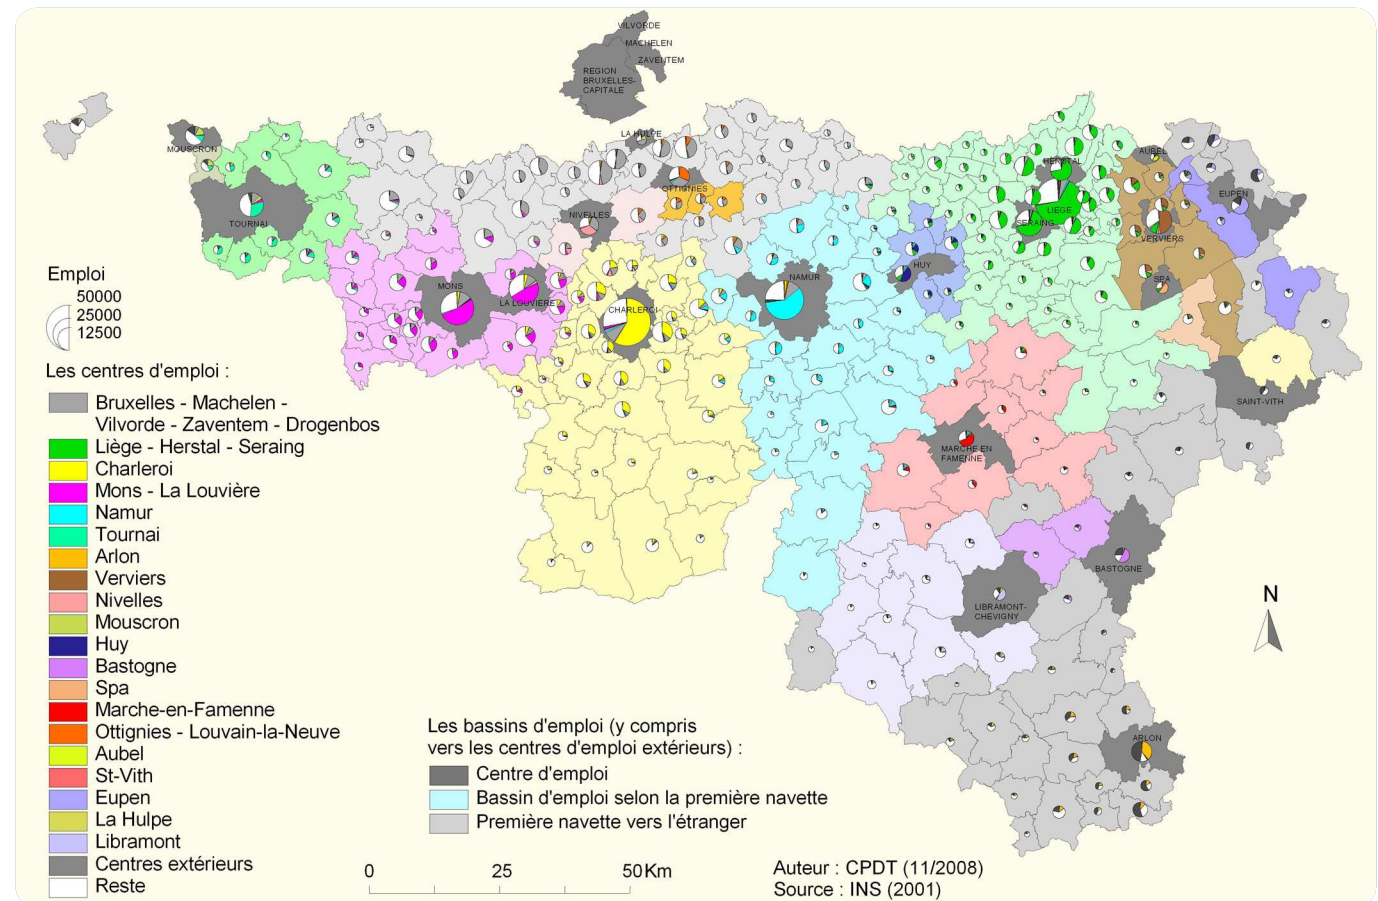 VILVORDE
MACHELEN
ZAVENTEM
REGION
BRUXELLES-
CAPITALE
LA HULPE
MOUSCRON
HERSTAL
AUBEL
OTTIGNIES
EUPEN
NIVELLES
LIEGE
TOURNAI
SERAING
VERVIERS
HUY
SPA
NAMUR
MONS
LA LOUVIERE
CHARLEROI
SAINT-VITH
MARCHE EN
FAMENNE
BASTOGNE
LIBRAMONT-
CHEVIGNY
ARLON
N
Emploi
50000
25000
12500
Les centres d'emploi :
Bruxelles - Machelen -
Vilvorde - Zaventem - Drogenbos
Liège - Herstal - Seraing
Charleroi
Mons - La Louvière
Namur
Tournai
Arlon
Verviers
Nivelles
Mouscron
Huy
Bastogne
Spa
Marche-en-Famenne
Ottignies - Louvain-la-Neuve
Aubel
St-Vith
Eupen
La Hulpe
Libramont
Centres extérieurs
Reste
Les bassins d'emploi (y compris
vers les centres d'emploi extérieurs) :
Centre d'emploi
Bassin d'emploi selon la première navette
Première navette vers l'étranger
0 25 50 Km
Auteur : CPDT (11/2008)
Source : INS (2001)